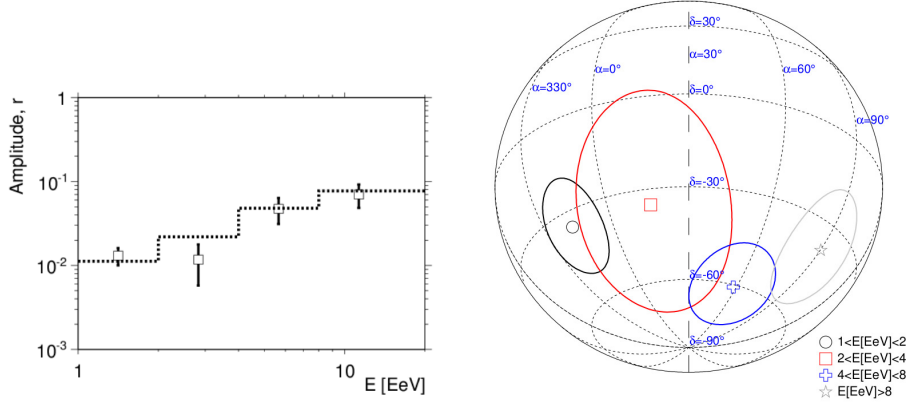 Amplitude, r
1
10⁻¹
10⁻²
10⁻³
1
10
E [EeV]
δ=30°
α=30°
α=0°
α=60°
α=330°
δ=0°
α=90°
δ=-30°
δ=-60°
δ=-90°
1<E[EeV]<2
2<E[EeV]<4
4<E[EeV]<8
E[EeV]>8